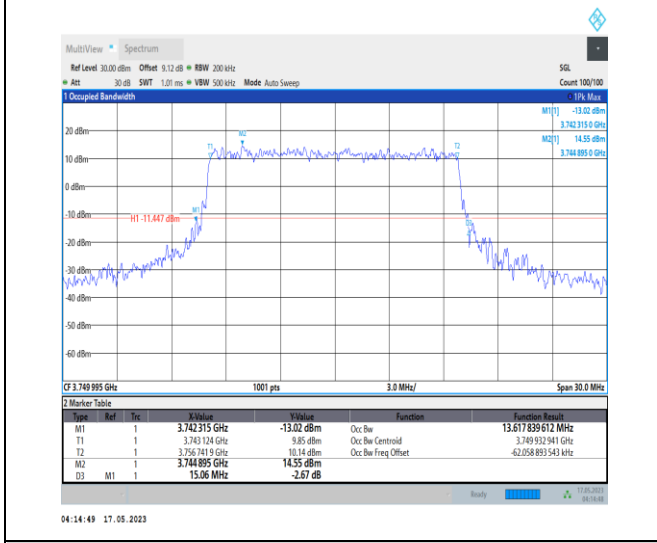 MultiView Spectrum
Ref Level 30.00 dBm Offset 9.12 dB RBW 200 kHz SGL
Att 30 dB SWT 1.01 ms VBW 500 kHz Mode Auto Sweep Count 100/100
1 Occupied Bandwidth 1Pk Max
M1[1] -13.02 dBm
3.742 315 0 GHz
M2[1] 14.55 dBm
3.744 895 0 GHz
20 dBm
M2
T1 T2
10 dBm
0 dBm
M1
-10 dBm
H1 -11.447 dBm
D3
-20 dBm
-30 dBm
-40 dBm
-50 dBm
-60 dBm
CF 3.749 995 GHz 1001 pts 3.0 MHz/ Span 30.0 MHz
2 Marker Table
Type Ref Trc X-Value Y-Value Function Function Result
M1 1 3.742 315 GHz -13.02 dBm Occ Bw 13.617 839 612 MHz
T1 1 3.743 124 GHz 9.85 dBm Occ Bw Centroid 3.749 932 941 GHz
T2 1 3.756 741 9 GHz 10.14 dBm Occ Bw Freq Offset -62.058 893 543 kHz
M2 1 3.744 895 GHz 14.55 dBm
D3 M1 1 15.06 MHz -2.67 dB
Ready 17.05.2023
04:14:48
04:14:49 17.05.2023